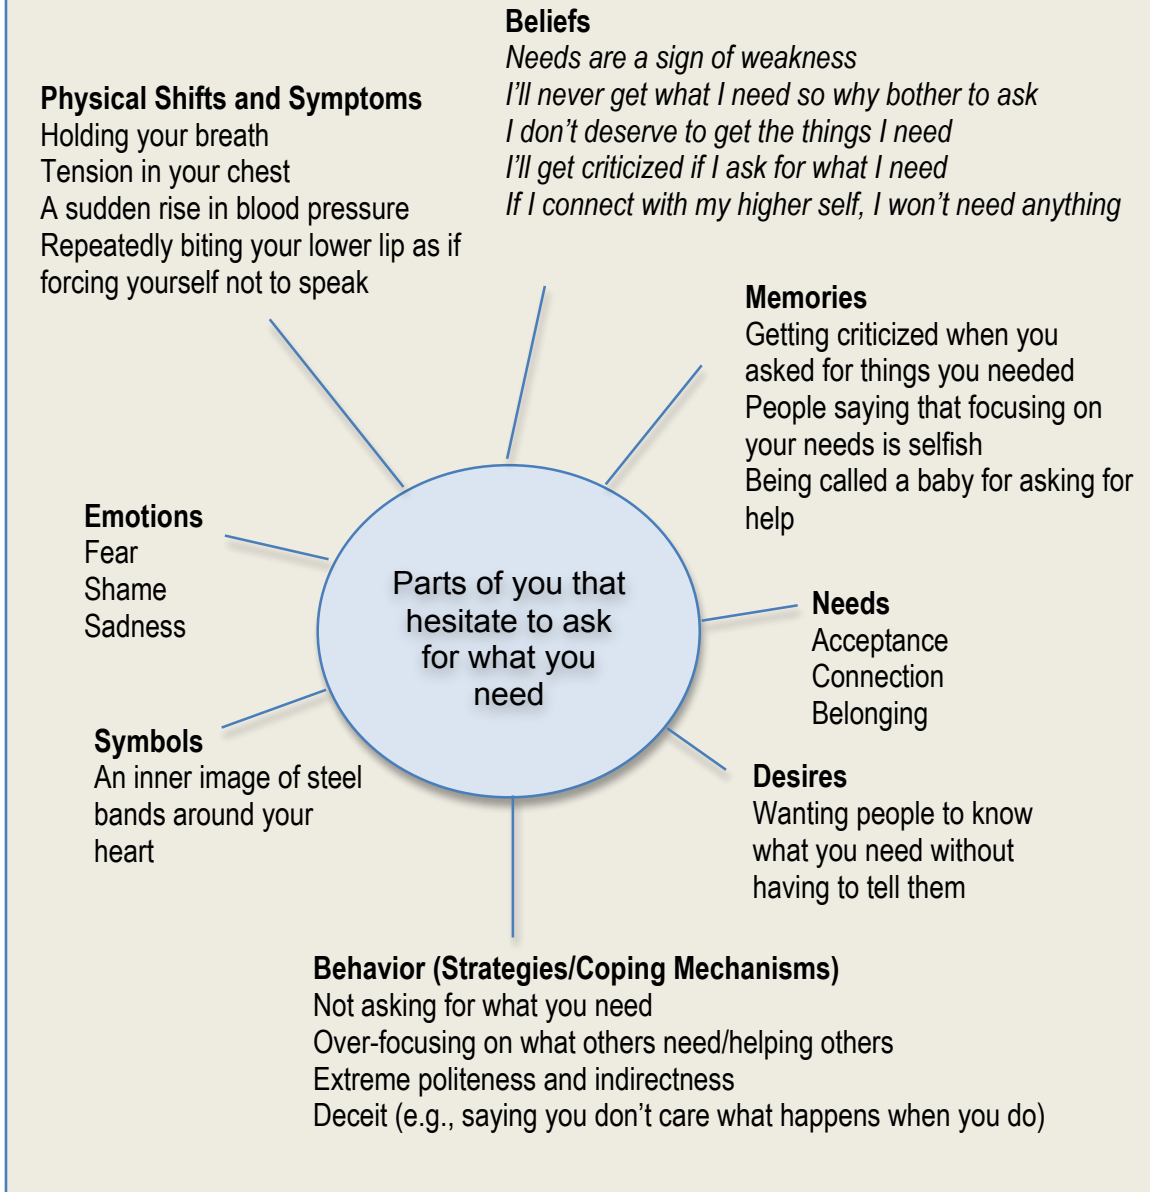 Beliefs
Needs are a sign of weakness
I’ll never get what I need so why bother to ask
I don’t deserve to get the things I need
I’ll get criticized if I ask for what I need
If I connect with my higher self, I won’t need anything
Physical Shifts and Symptoms
Holding your breath
Tension in your chest
A sudden rise in blood pressure
Repeatedly biting your lower lip as if
forcing yourself not to speak
Memories
Getting criticized when you
asked for things you needed
People saying that focusing on
your needs is selfish
Being called a baby for asking for
help
Emotions
Fear
Shame
Sadness
Parts of you that
hesitate to ask
for what you
need
Needs
Acceptance
Connection
Belonging
Symbols
An inner image of steel
bands around your
heart
Desires
Wanting people to know
what you need without
having to tell them
Behavior (Strategies/Coping Mechanisms)
Not asking for what you need
Over-focusing on what others need/helping others
Extreme politeness and indirectness
Deceit (e.g., saying you don’t care what happens when you do)